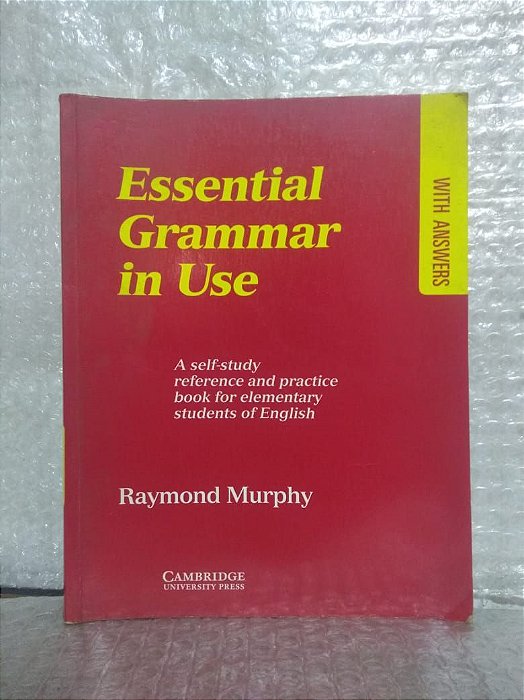 Essential
Grammar
in Use
WITH ANSWERS
A self-study
reference and practice
book for elementary
students of English
Raymond Murphy
CAMBRIDGE
UNIVERSITY PRESS